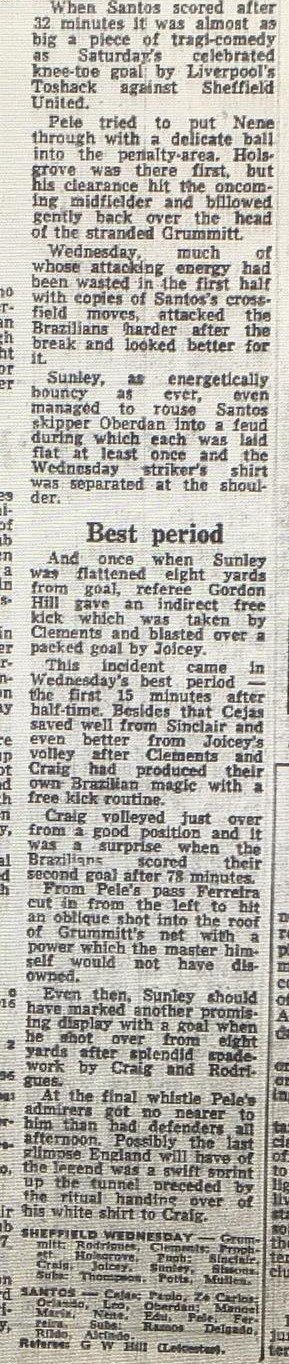 When Santos scored after
32 minutes it was almost as
big a piece of tragi-comedy
as Saturday's celebrated
knee-toe goal by Liverpool's
Toshack against Sheffield
United.
Pele tried to put Nene
through with a delicate ball
into the penalty-area. Hols-
grove was there first, but
his clearance hit the oncom-
ing midfielder and billowed
gently back over the head
of the stranded Grummitt.
Wednesday, much of
whose attacking energy had
been wasted in the first half
with copies of Santos's cross-
field moves, attacked the
Brazilians harder after the
break and looked better for
it.
Sunley, as energetically
bouncy as ever, even
managed to rouse Santos
skipper Oberdan into a feud
during which each was laid
flat at least once and the
Wednesday striker's shirt
was separated at the shoul-
der.
Best period
And once when Sunley
was flattened eight yards
from goal, referee Gordon
Hill gave an indirect free
kick which was taken by
Clements and blasted over a
packed goal by Joicey.
This incident came in
Wednesday's best period —
the first 15 minutes after
half-time. Besides that Cejas
saved well from Sinclair and
even better from Joicey's
volley after Clements and
Craig had produced their
own Brazilian magic with a
free kick routine.
Craig volleyed just over
from a good position and it
was a surprise when the
Brazilians scored their
second goal after 78 minutes.
From Pele's pass Ferreira
cut in from the left to hit
an oblique shot into the roof
of Grummitt's net with a
power which the master him-
self would not have dis-
owned.
Even then, Sunley should
have marked another promis-
ing display with a goal when
he shot over from eight
yards after splendid spade-
work by Craig and Rodri-
gues.
At the final whistle Pele's
admirers got no nearer to
him than had defenders all
afternoon. Possibly the last
glimpse England will have of
the legend was a swift sprint
up the tunnel preceded by
the ritual handing over of
his white shirt to Craig.
SHEFFIELD WEDNESDAY — Grum-
mitt; Rodrigues, Clements; Proph-
ett, Holsgrove, Pugh; Sinclair,
Craig, Joicey, Sunley, Sissons.
Subs: Thompson, Potts, Mullen.
SANTOS — Cejas; Paulo, Ze Carlos,
Orlando, Leo, Oberdan; Manoel
Maria, Nene, Edu, Pele, Fer-
reira. Subs: Ramos Delgado,
Rildo, Alcindo.
Referee: G W Hill (Leicester).